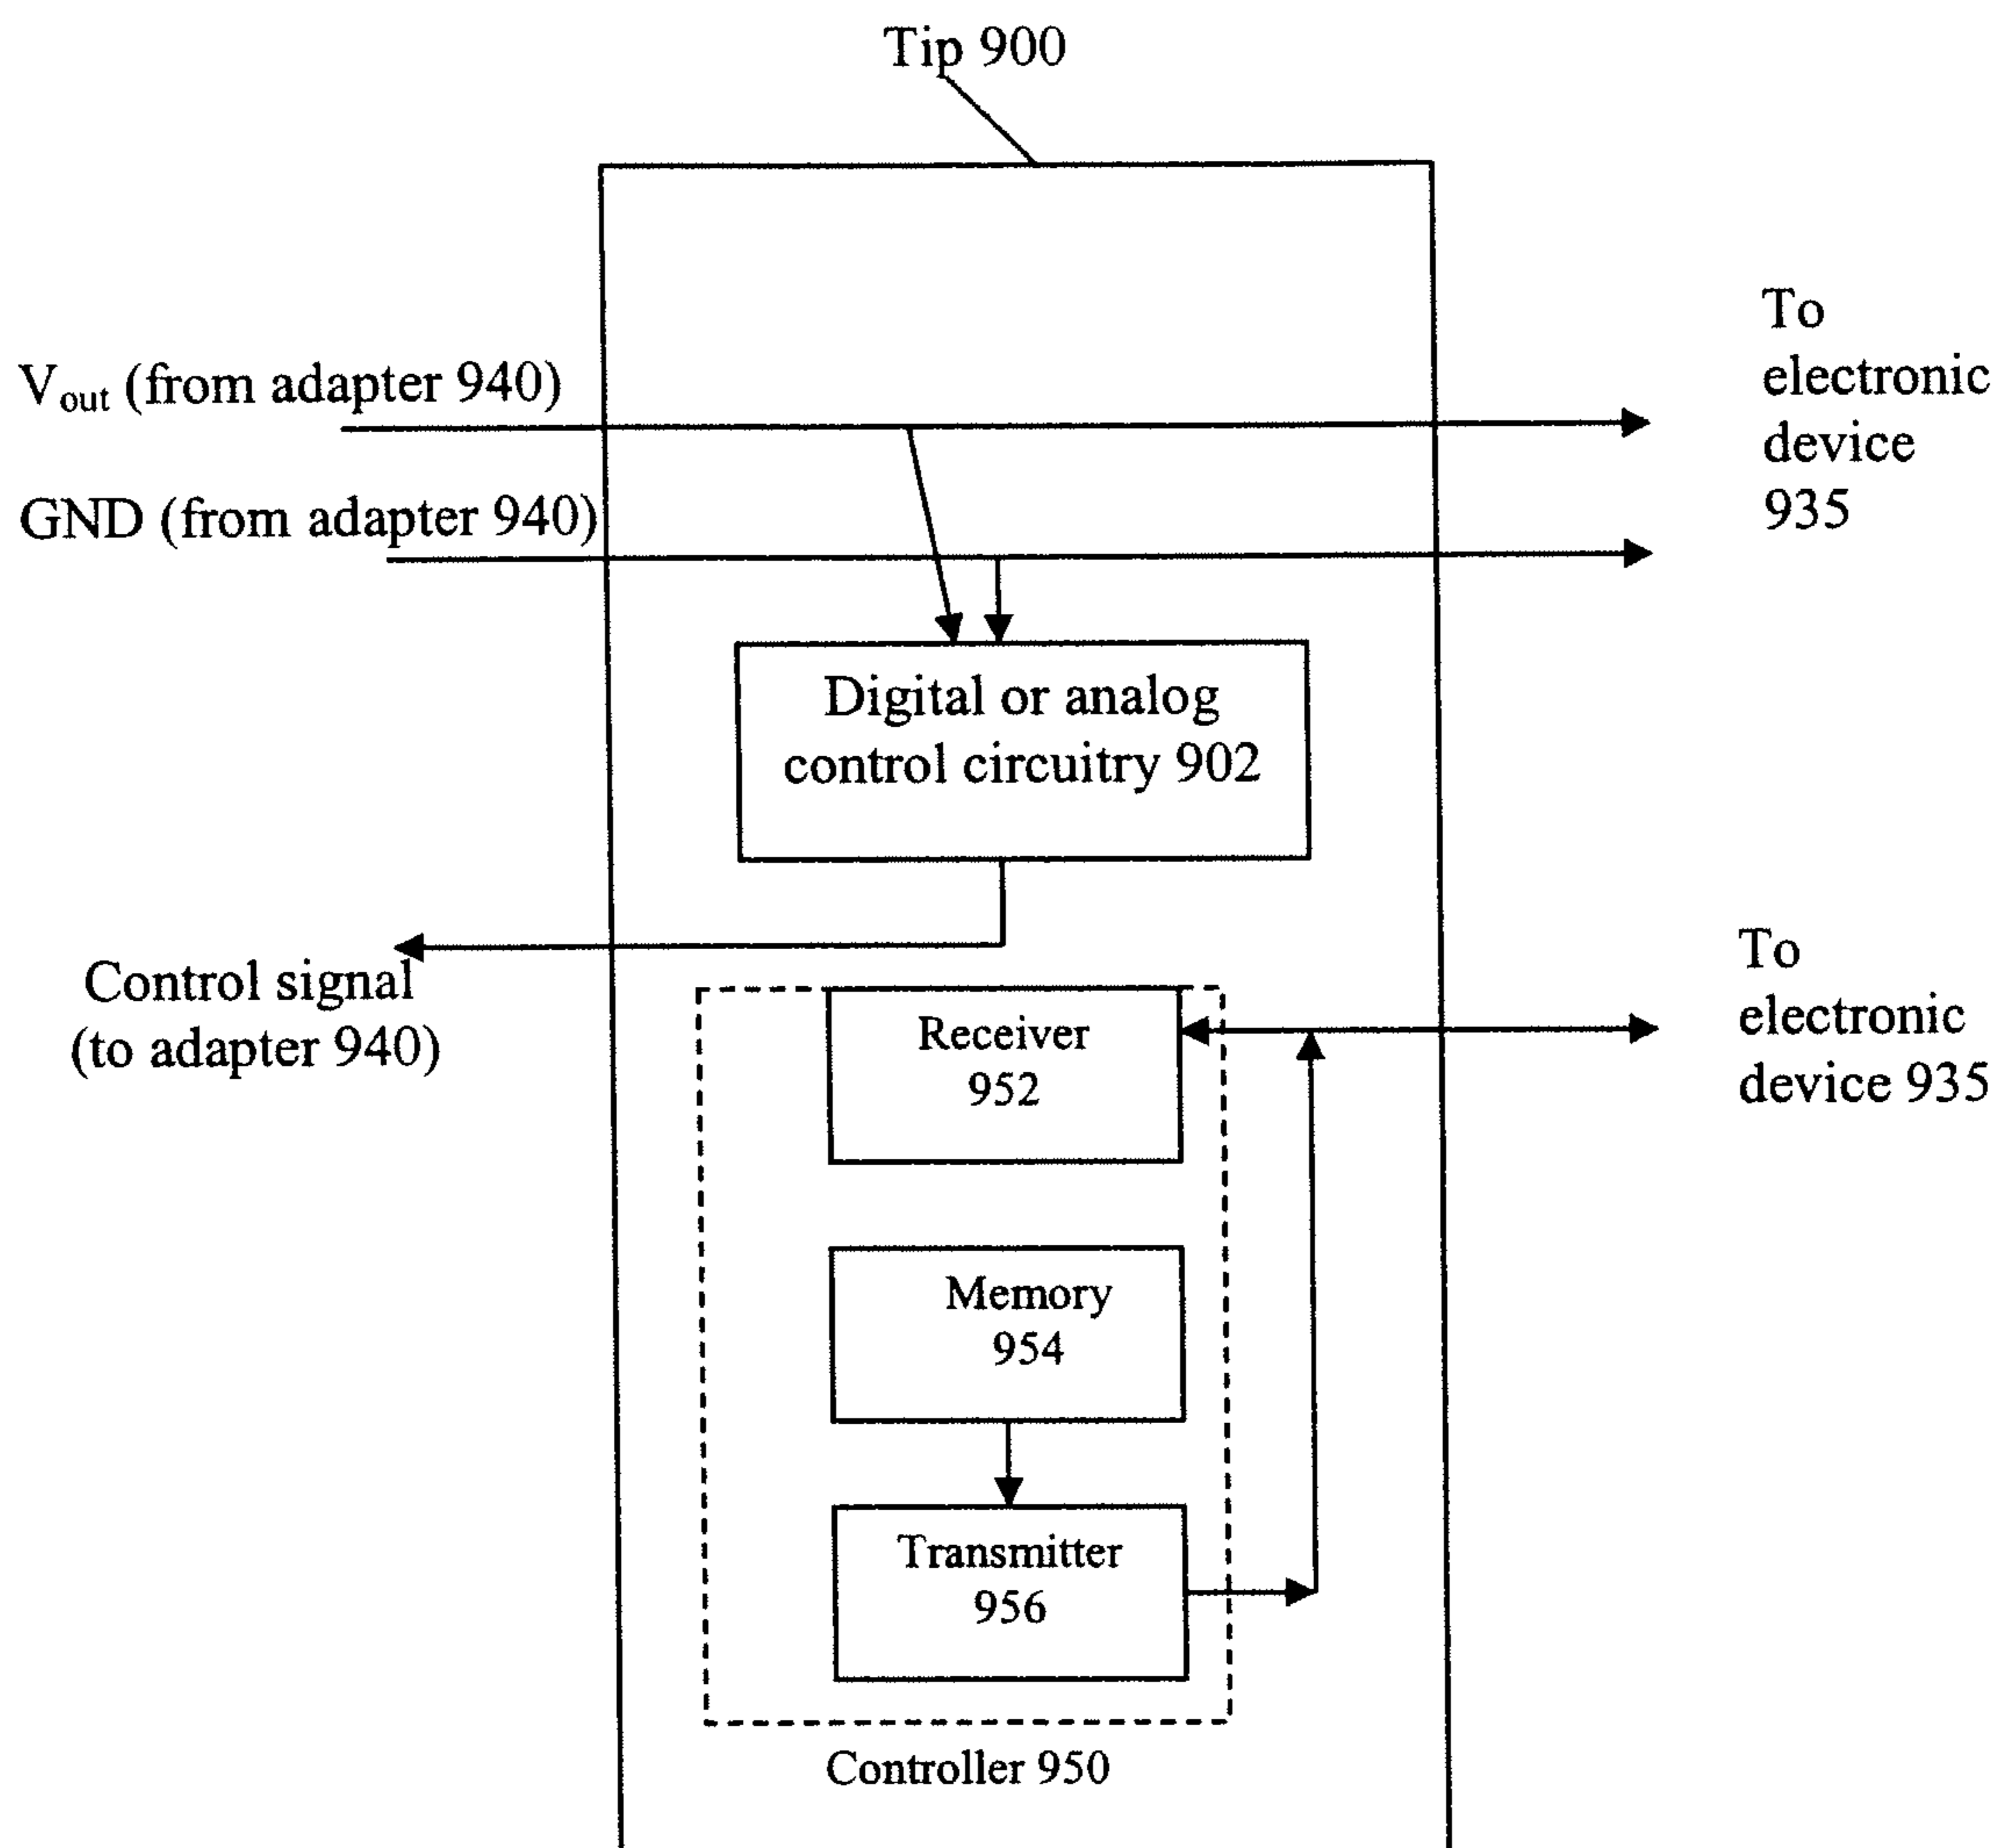 Tip 900
V_out (from adapter 940)
GND (from adapter 940)
To
electronic
device
935
Digital or analog
control circuitry 902
Control signal
(to adapter 940)
To
electronic
device 935
Receiver
952
Memory
954
Transmitter
956
Controller 950